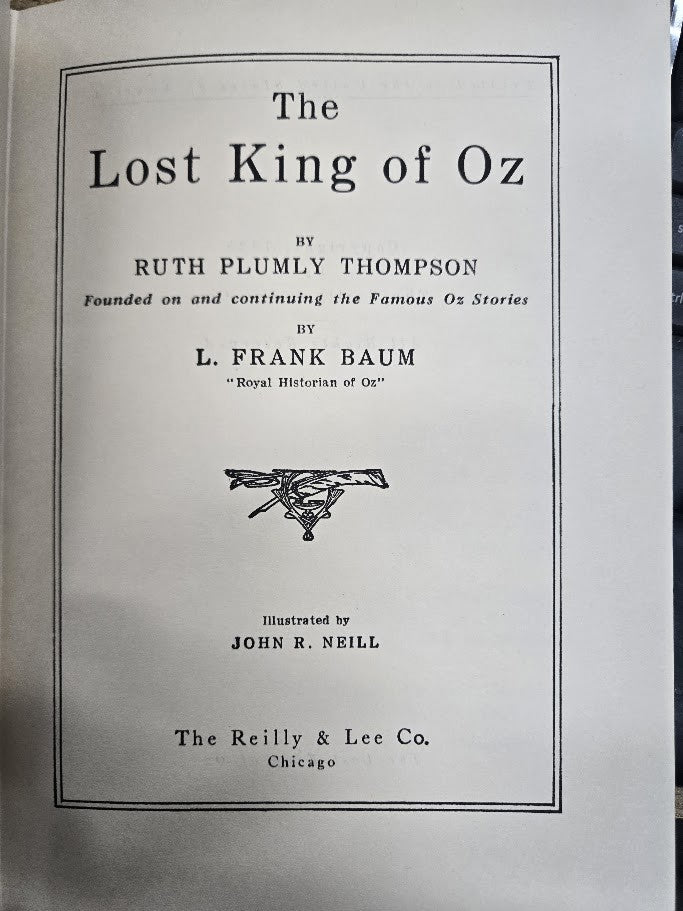 The
Lost King of Oz
BY
RUTH PLUMLY THOMPSON
Founded on and continuing the Famous Oz Stories
BY
L. FRANK BAUM
"Royal Historian of Oz"
Illustrated by
JOHN R. NEILL
The Reilly & Lee Co.
Chicago